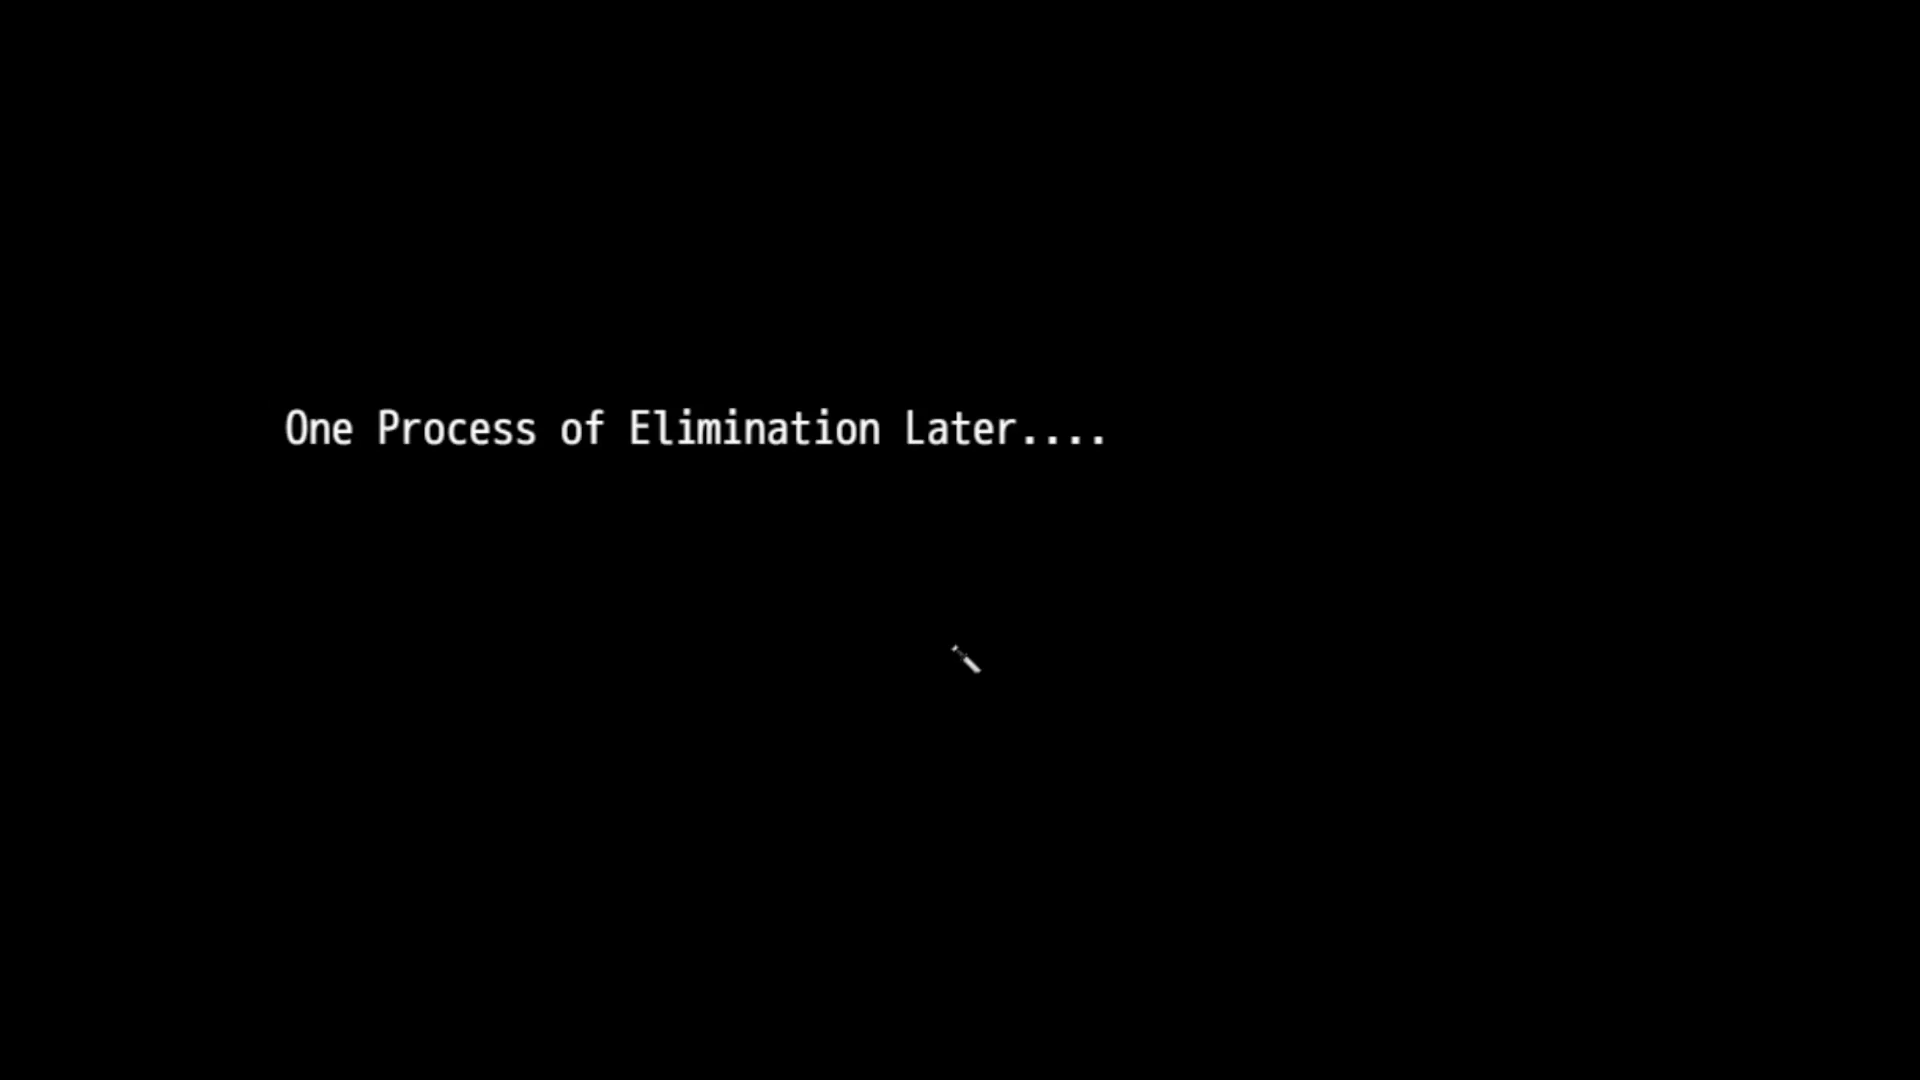 One Process of Elimination Later....